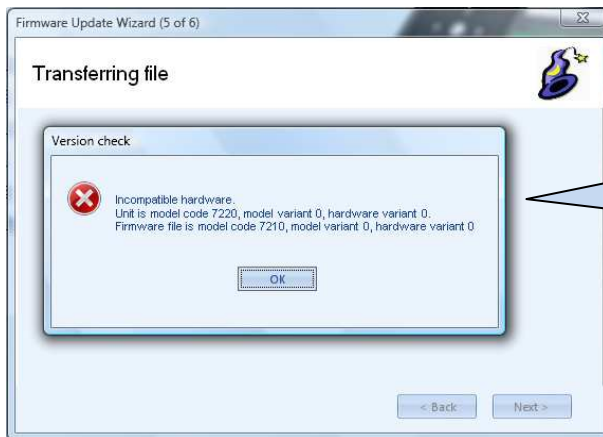 Firmware Update Wizard (5 of 6)
Transferring file
Version check
Incompatible hardware.
Unit is model code 7220, model variant 0, hardware variant 0.
Firmware file is model code 7210, model variant 0, hardware variant 0
OK
< Back
Next >